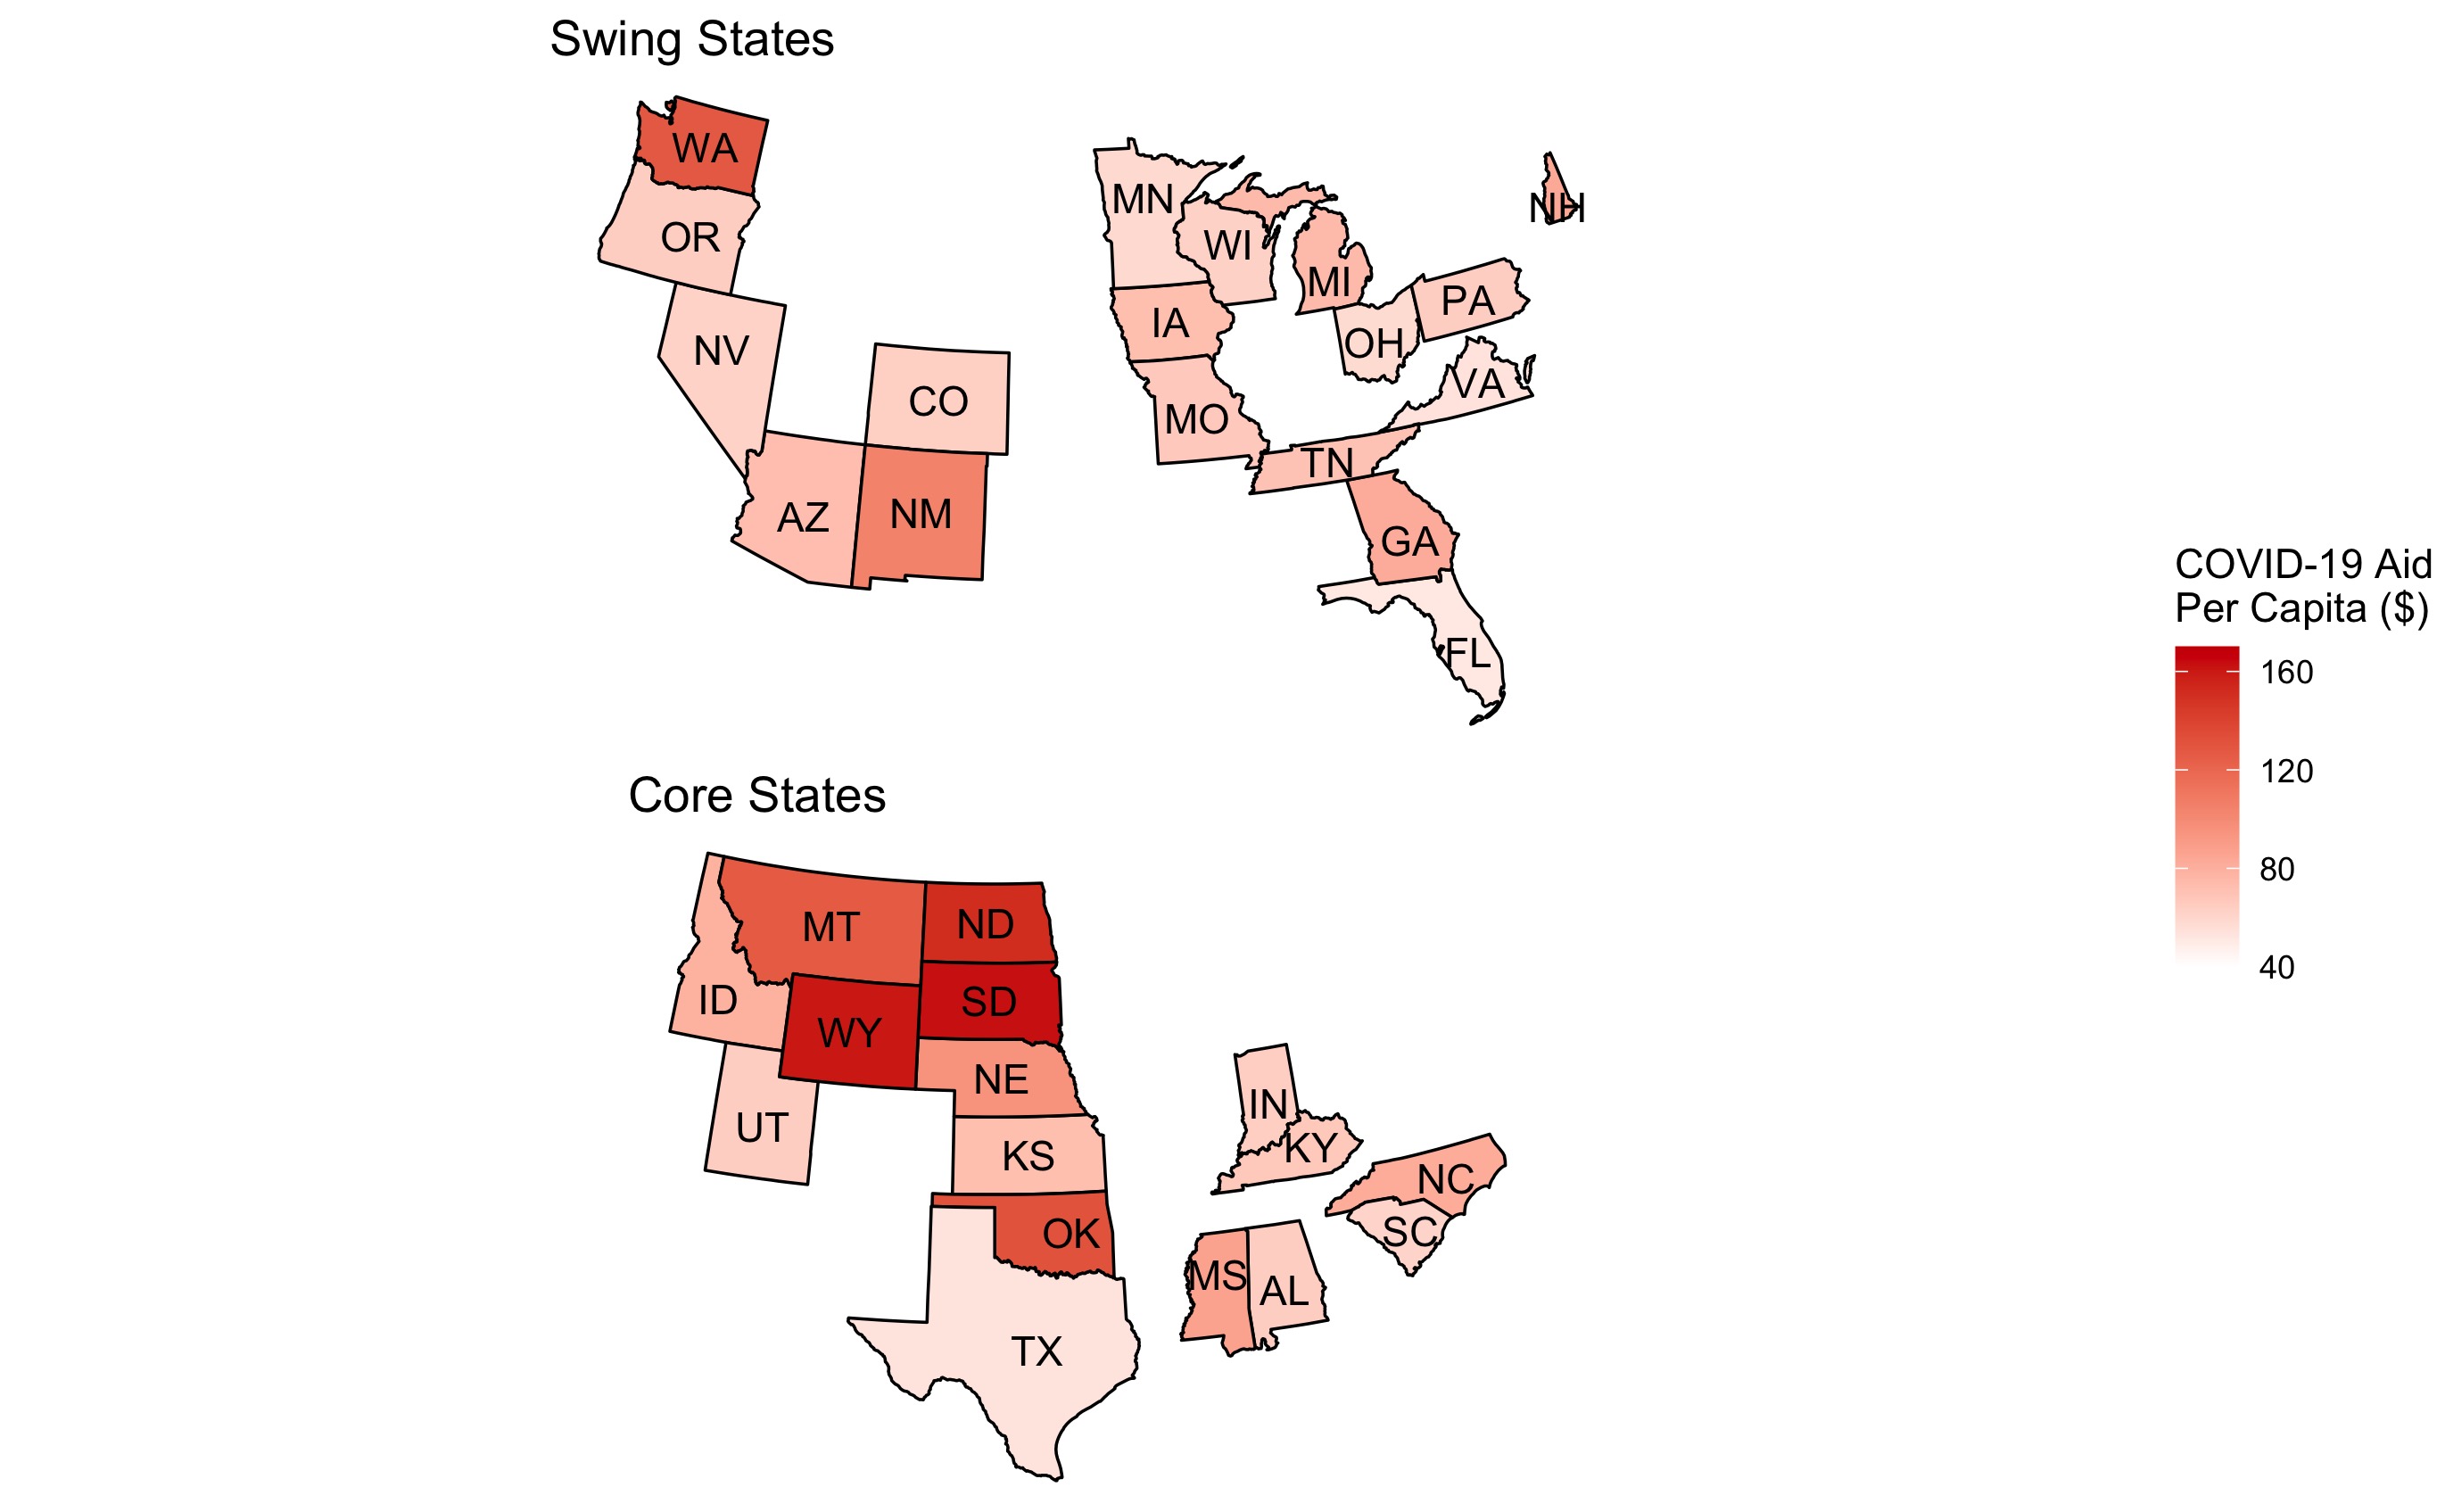 Swing States
WA
OR
NV
CO
AZ
NM
MN
WI
MI
IA
MO
OH
PA
VA
TN
GA
FL
NH
COVID-19 Aid
Per Capita ($)
160
120
80
40
Core States
MT
ND
ID
WY
SD
NE
UT
KS
OK
TX
IN
KY
NC
SC
MS
AL